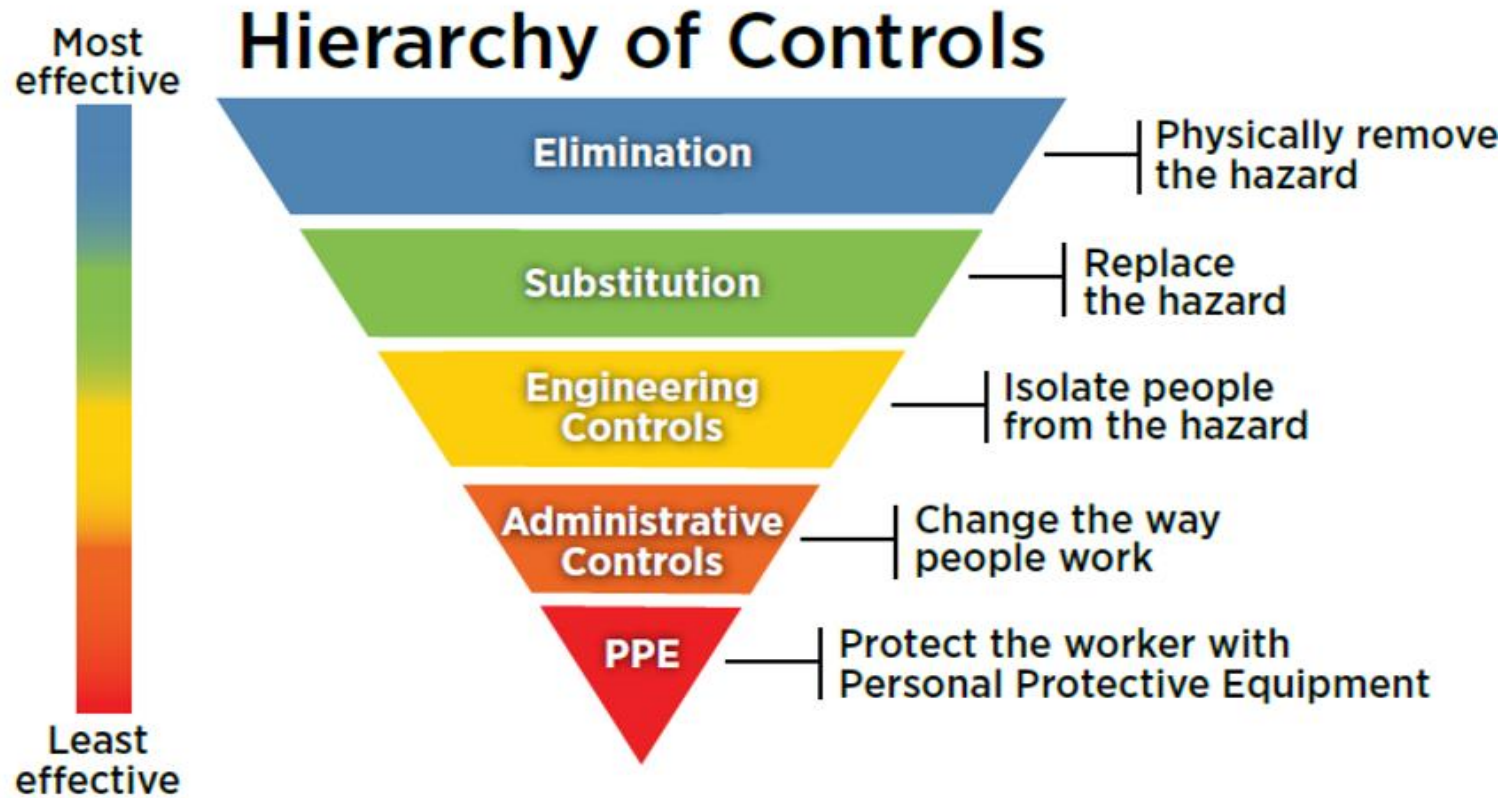 Hierarchy of Controls
Most
effective
Elimination
Physically remove
the hazard
Substitution
Replace
the hazard
Engineering
Controls
Isolate people
from the hazard
Administrative
Controls
Change the way
people work
PPE
Protect the worker with
Personal Protective Equipment
Least
effective